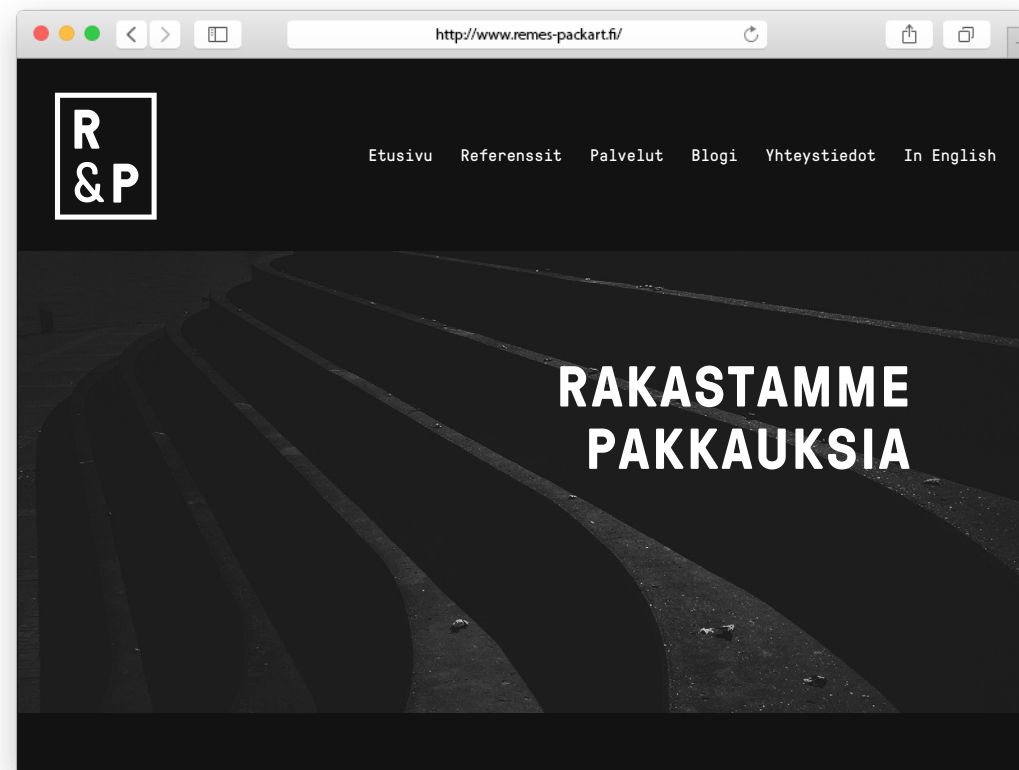 http://www.remes-packart.fi/
R
&P
Etusivu Referenssit Palvelut Blogi Yhteystiedot In English
RAKASTAMME
PAKKAUKSIA